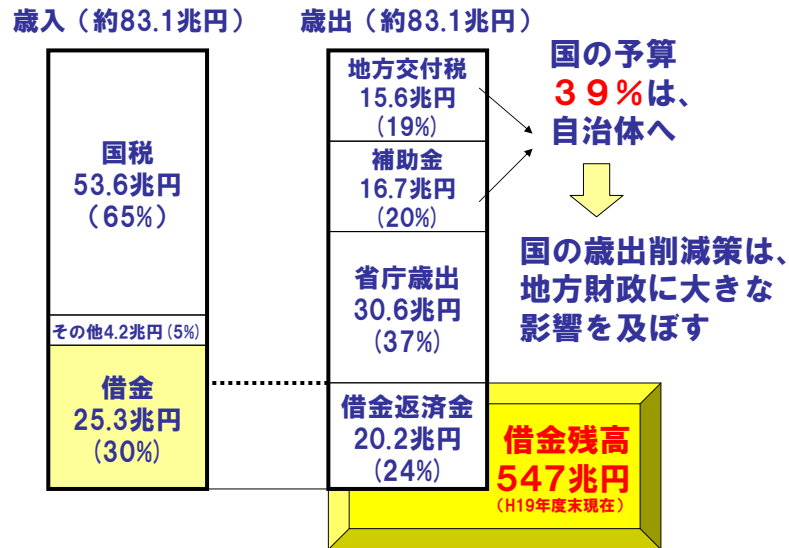 歳入（約83.1兆円）
国税
53.6兆円
（65%）
その他4.2兆円(5%)
借金
25.3兆円
(30%)
歳出（約83.1兆円）
地方交付税
15.6兆円
(19%)
補助金
16.7兆円
(20%)
省庁歳出
30.6兆円
(37%)
借金返済金
20.2兆円
(24%)
国の予算
３９%は、
自治体へ
国の歳出削減策は、
地方財政に大きな
影響を及ぼす
借金残高
547兆円
（H19年度末現在）